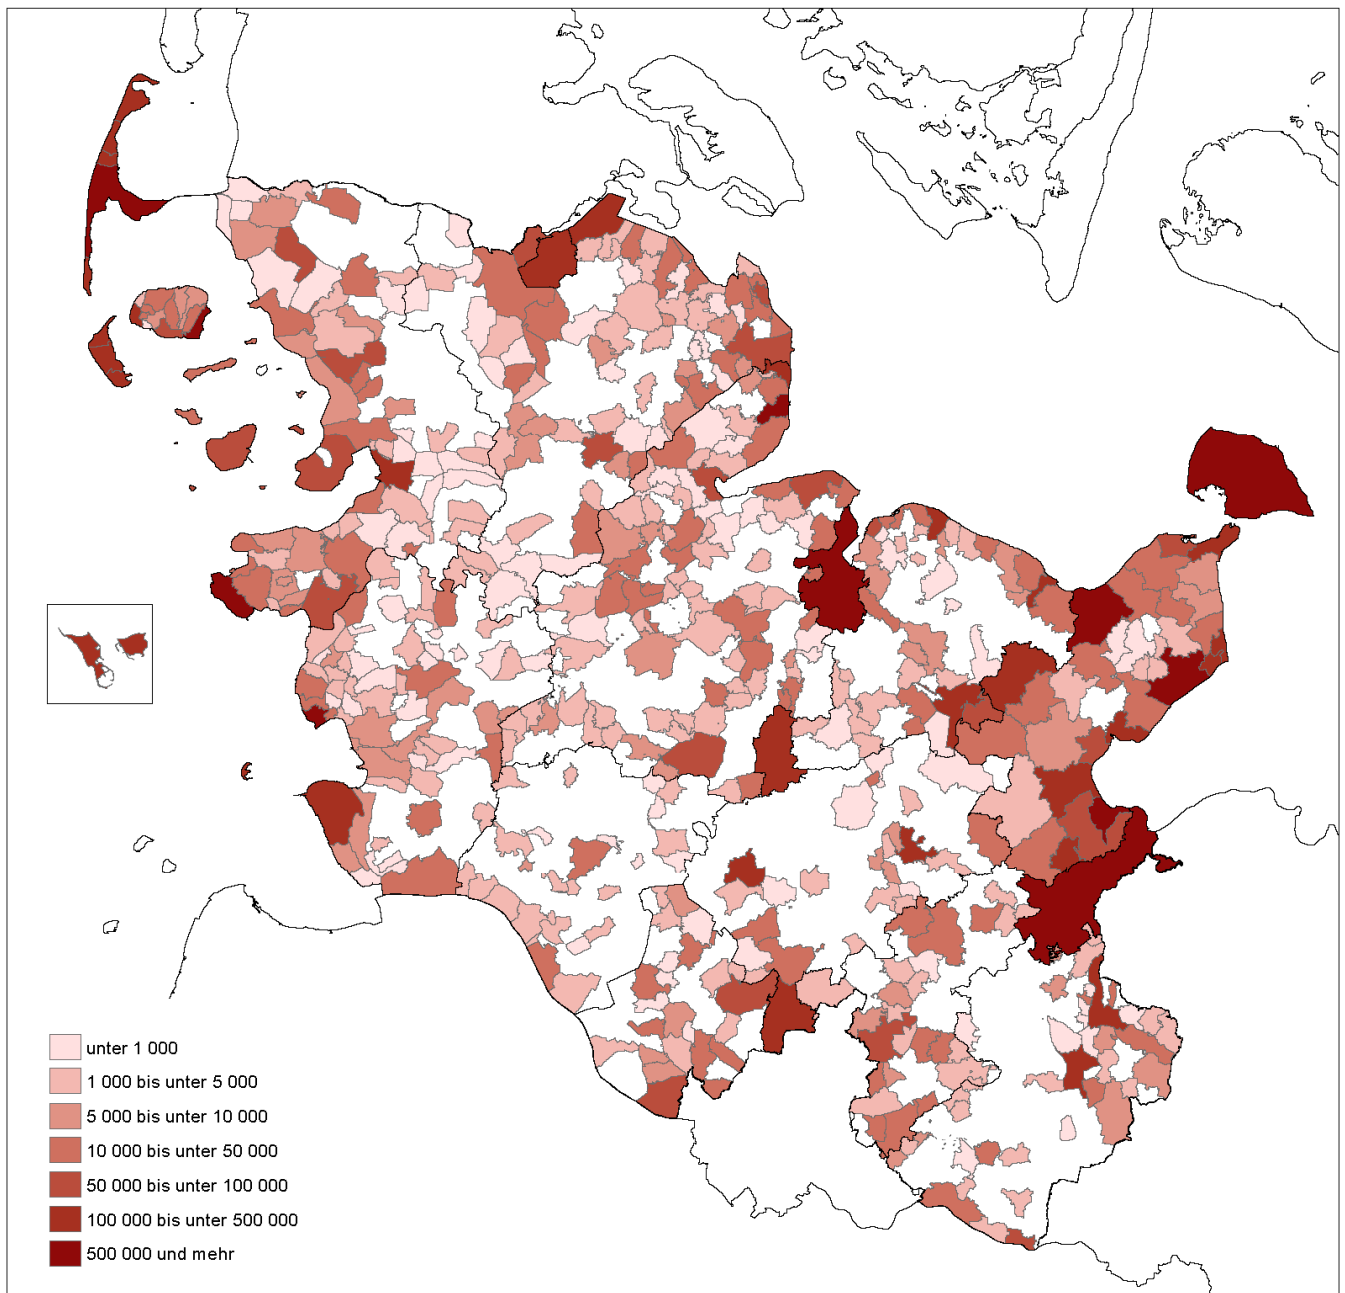 unter 1 000
1 000 bis unter 5 000
5 000 bis unter 10 000
10 000 bis unter 50 000
50 000 bis unter 100 000
100 000 bis unter 500 000
500 000 und mehr